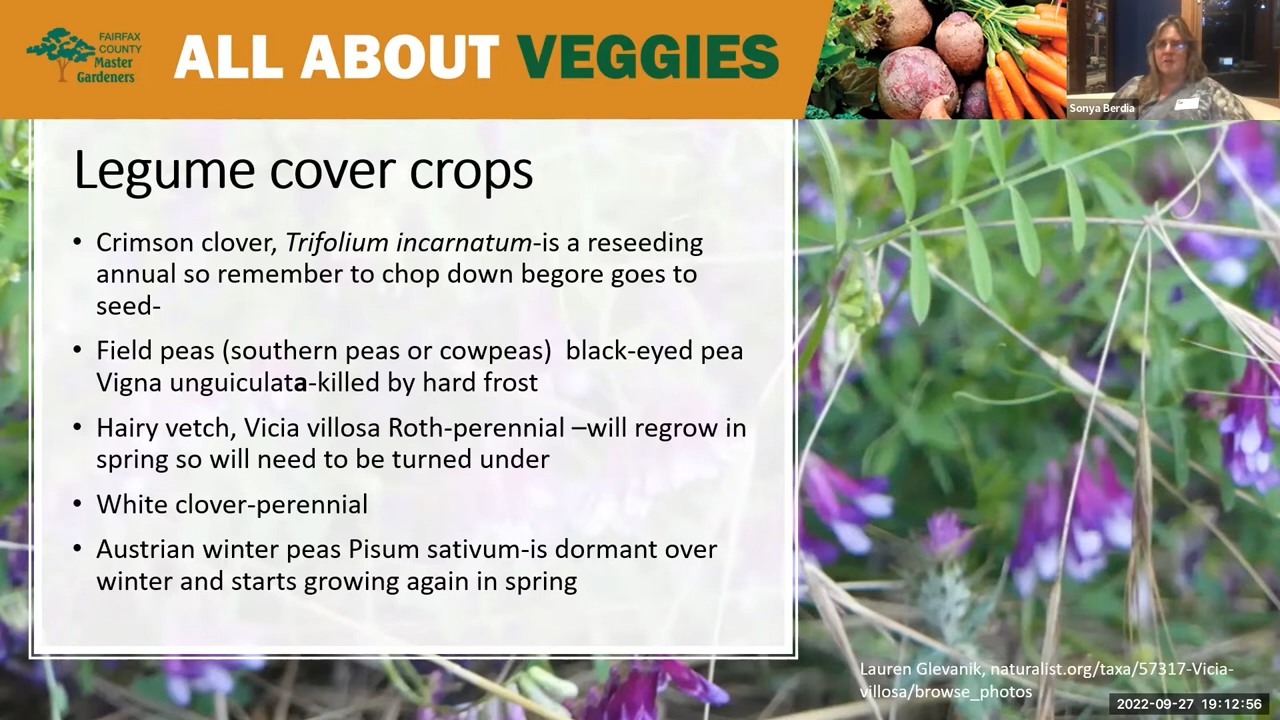 FAIRFAX
COUNTY
Master
Gardeners
ALL ABOUT VEGGIES
Sonya Berdia
Legume cover crops
• Crimson clover, Trifolium incarnatum-is a reseeding
annual so remember to chop down begore goes to
seed-
• Field peas (southern peas or cowpeas)  black-eyed pea
Vigna unguiculata-killed by hard frost
• Hairy vetch, Vicia villosa Roth-perennial –will regrow in
spring so will need to be turned under
• White clover-perennial
• Austrian winter peas Pisum sativum-is dormant over
winter and starts growing again in spring
Lauren Glevanik, naturalist.org/taxa/57317-Vicia-
villosa/browse_photos
2022-09-27 19:12:56